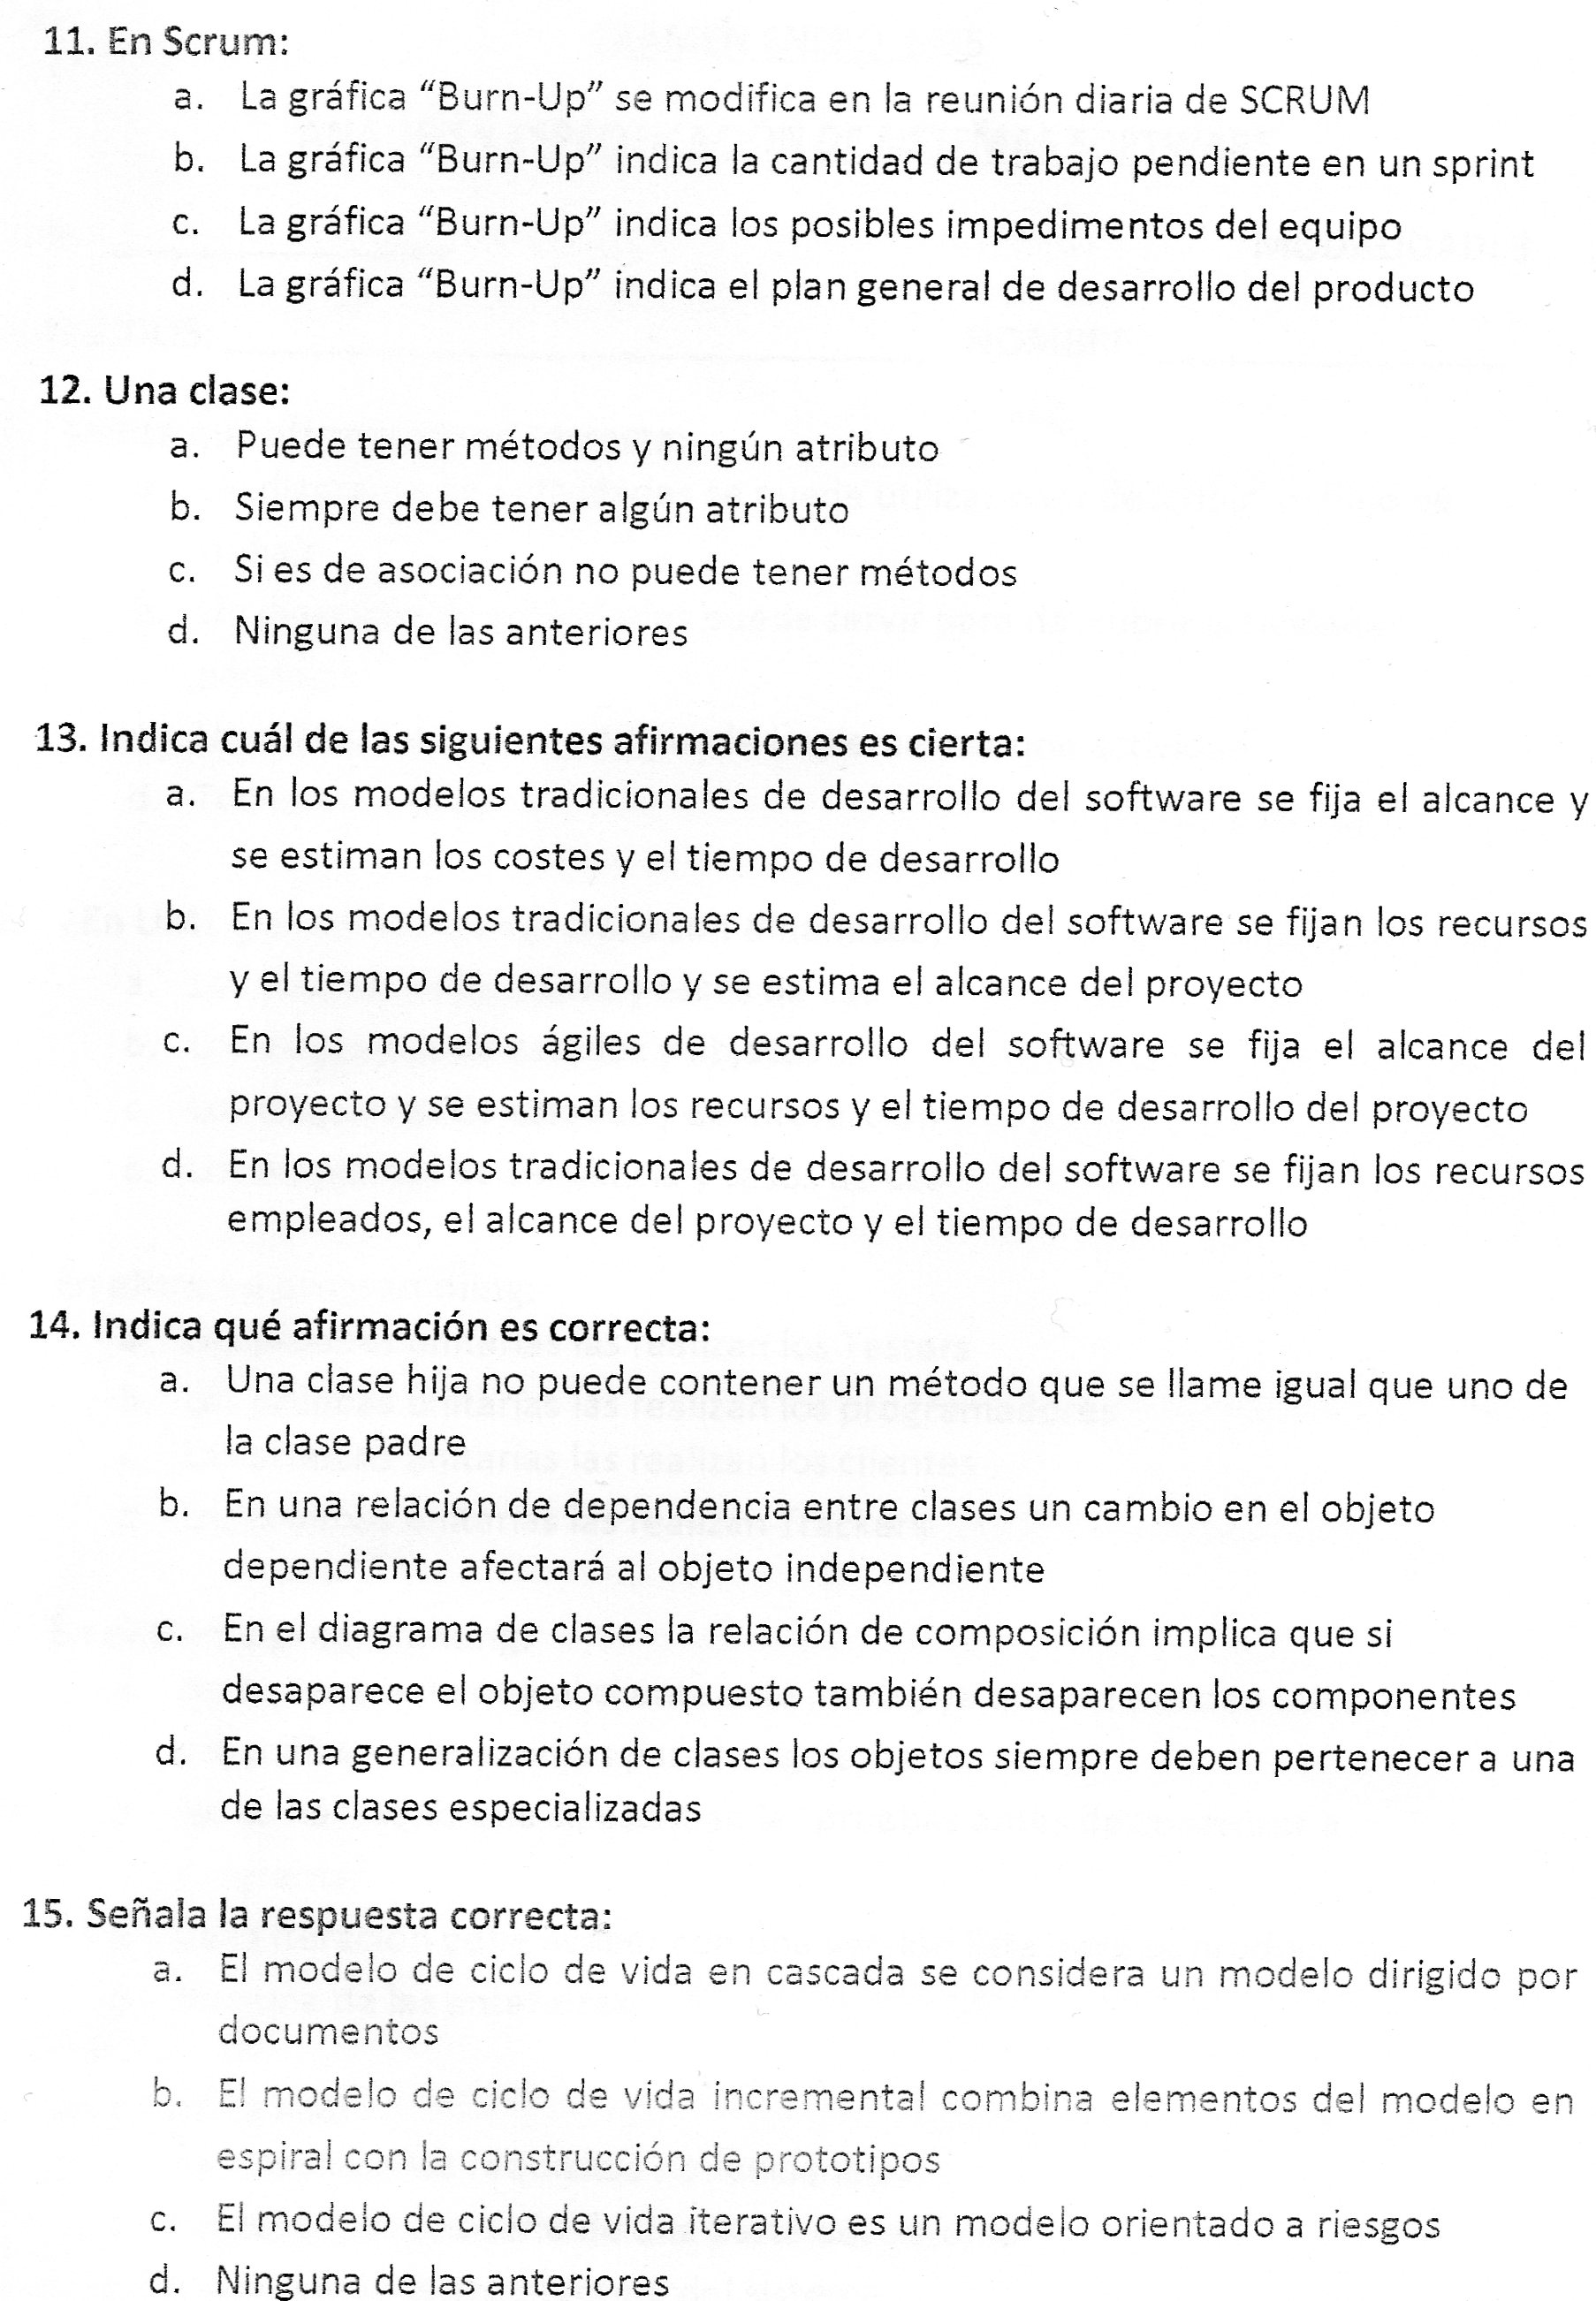 11. En Scrum:
a. La gráfica “Burn-Up” se modifica en la reunión diaria de SCRUM
b. La gráfica “Burn-Up” indica la cantidad de trabajo pendiente en un sprint
c. La gráfica “Burn-Up” indica los posibles impedimentos del equipo
d. La gráfica “Burn-Up” indica el plan general de desarrollo del producto
12. Una clase:
a. Puede tener métodos y ningún atributo
b. Siempre debe tener algún atributo
c. Si es de asociación no puede tener métodos
d. Ninguna de las anteriores
13. Indica cuál de las siguientes afirmaciones es cierta:
a. En los modelos tradicionales de desarrollo del software se fija el alcance y
se estiman los costes y el tiempo de desarrollo
b. En los modelos tradicionales de desarrollo del software se fijan los recursos
y el tiempo de desarrollo y se estima el alcance del proyecto
c. En los modelos ágiles de desarrollo del software se fija el alcance del
proyecto y se estiman los recursos y el tiempo de desarrollo del proyecto
d. En los modelos tradicionales de desarrollo del software se fijan los recursos
empleados, el alcance del proyecto y el tiempo de desarrollo
14. Indica qué afirmación es correcta:
a. Una clase hija no puede contener un método que se llame igual que uno de
la clase padre
b. En una relación de dependencia entre clases un cambio en el objeto
dependiente afectará al objeto independiente
c. En el diagrama de clases la relación de composición implica que si
desaparece el objeto compuesto también desaparecen los componentes
d. En una generalización de clases los objetos siempre deben pertenecer a una
de las clases especializadas
15. Señala la respuesta correcta:
a. El modelo de ciclo de vida en cascada se considera un modelo dirigido por
documentos
b. El modelo de ciclo de vida incremental combina elementos del modelo en
espiral con la construcción de prototipos
c. El modelo de ciclo de vida iterativo es un modelo orientado a riesgos
d. Ninguna de las anteriores